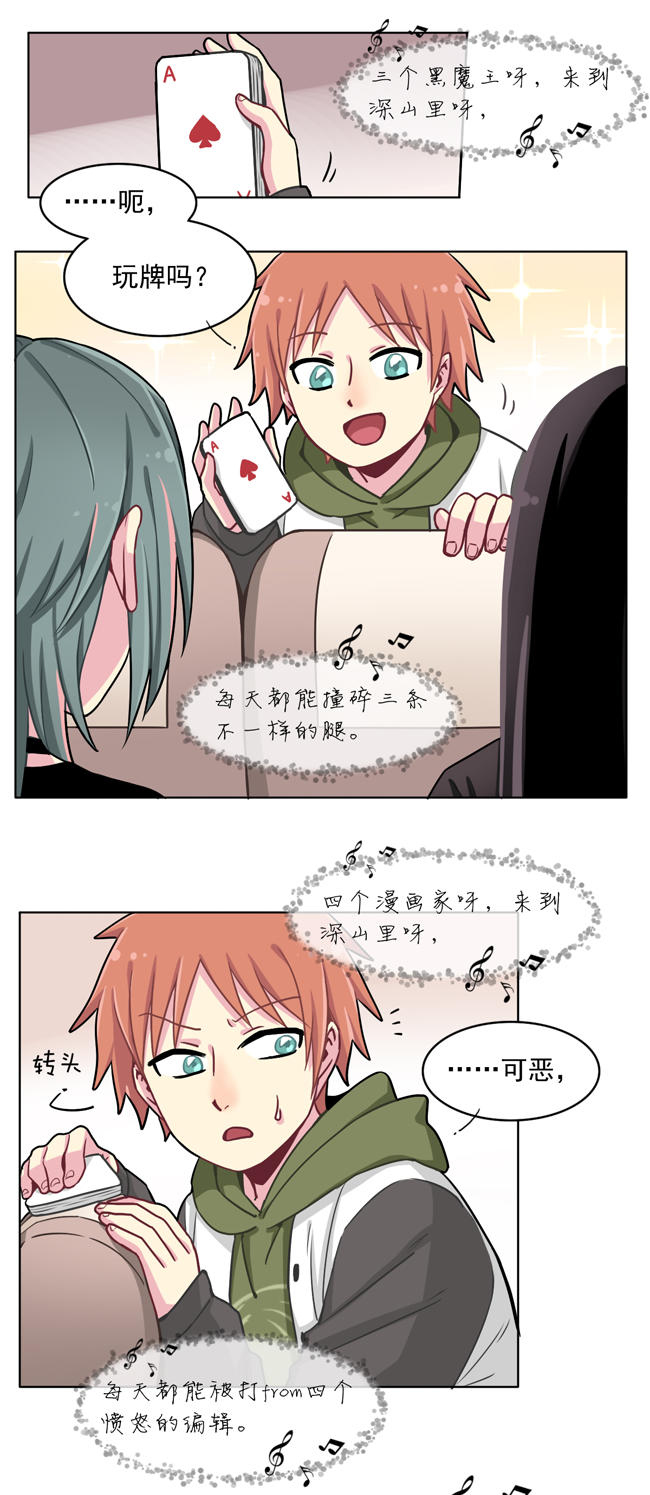 A
三个黑魔王呀，来到
深山里呀，
A
……呃，
玩牌吗？
A
A
每天都能撞碎三条
不一样的腿。
四个漫画家呀，来到
深山里呀，
转头
……可恶，
每天都能被打from四个
愤怒的编辑。